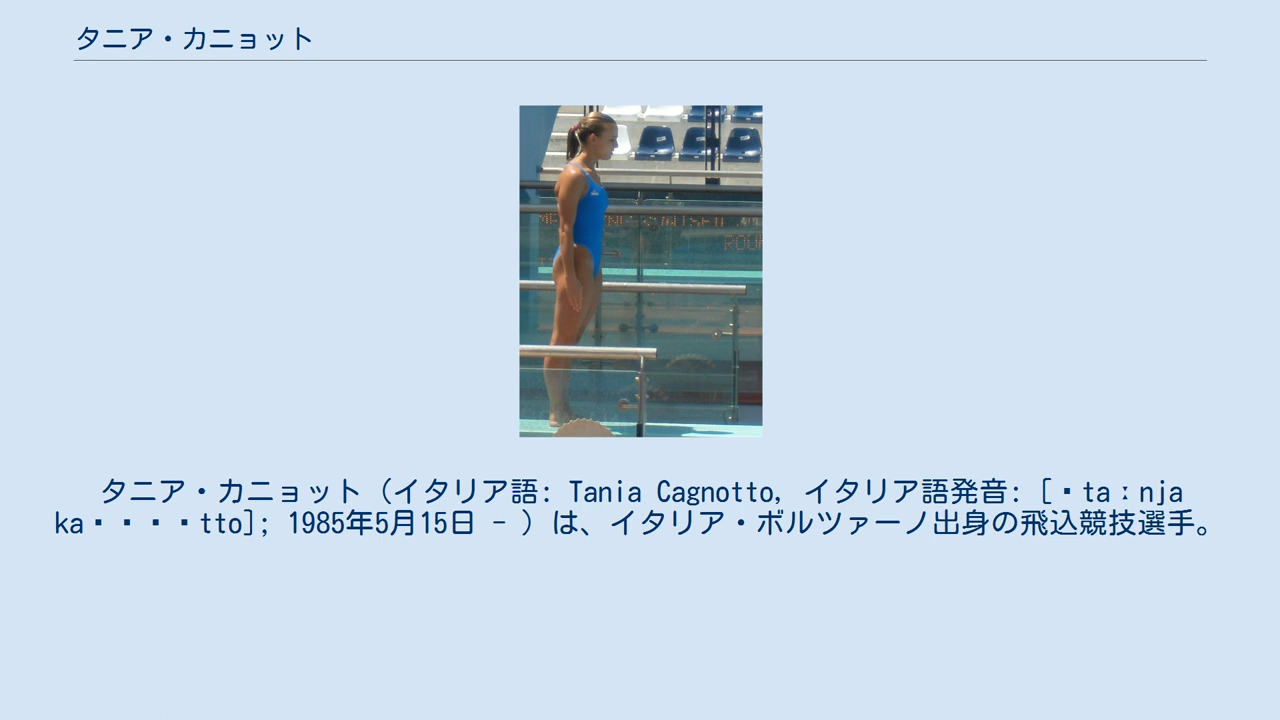 タニア・カニョット
タニア・カニョット（イタリア語: Tania Cagnotto, イタリア語発音: [▪taːnja
ka▪▪▪▪tto]; 1985年5月15日 - ）は、イタリア・ボルツァーノ出身の飛込競技選手。